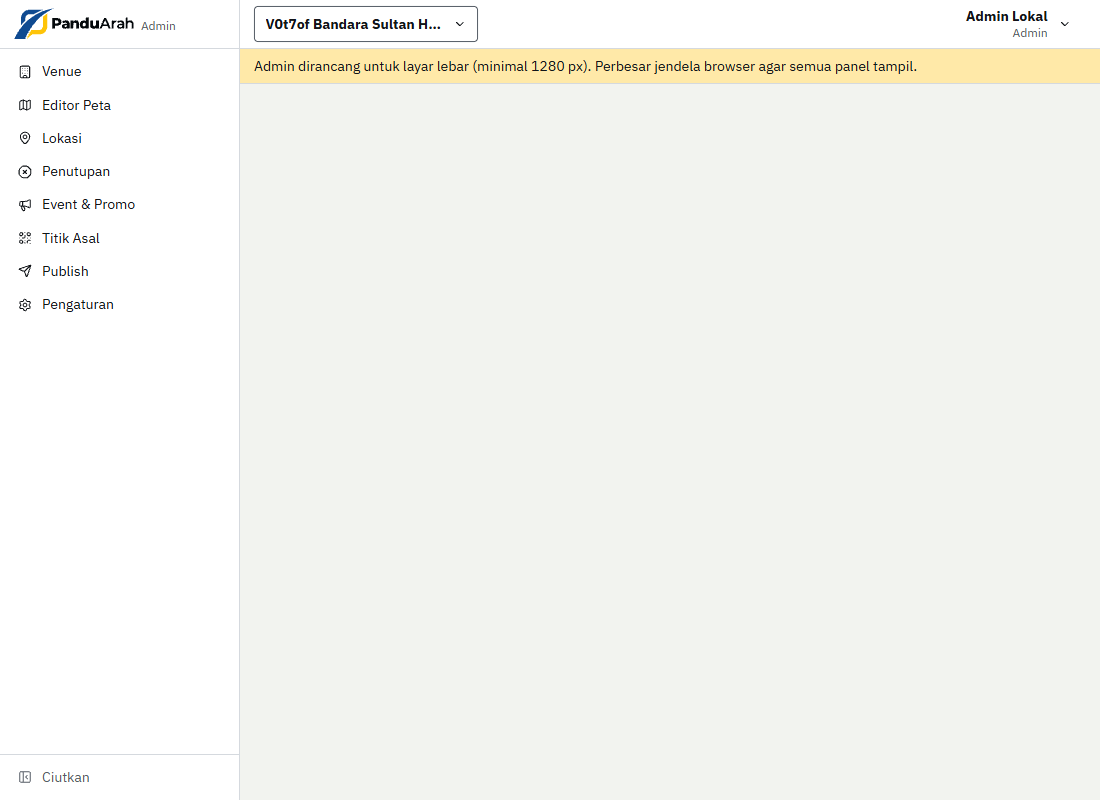 PanduArah Admin
V0t7of Bandara Sultan H...
Admin Lokal
Admin
Admin dirancang untuk layar lebar (minimal 1280 px). Perbesar jendela browser agar semua panel tampil.
Venue
Editor Peta
Lokasi
Penutupan
Event & Promo
Titik Asal
Publish
Pengaturan
Ciutkan